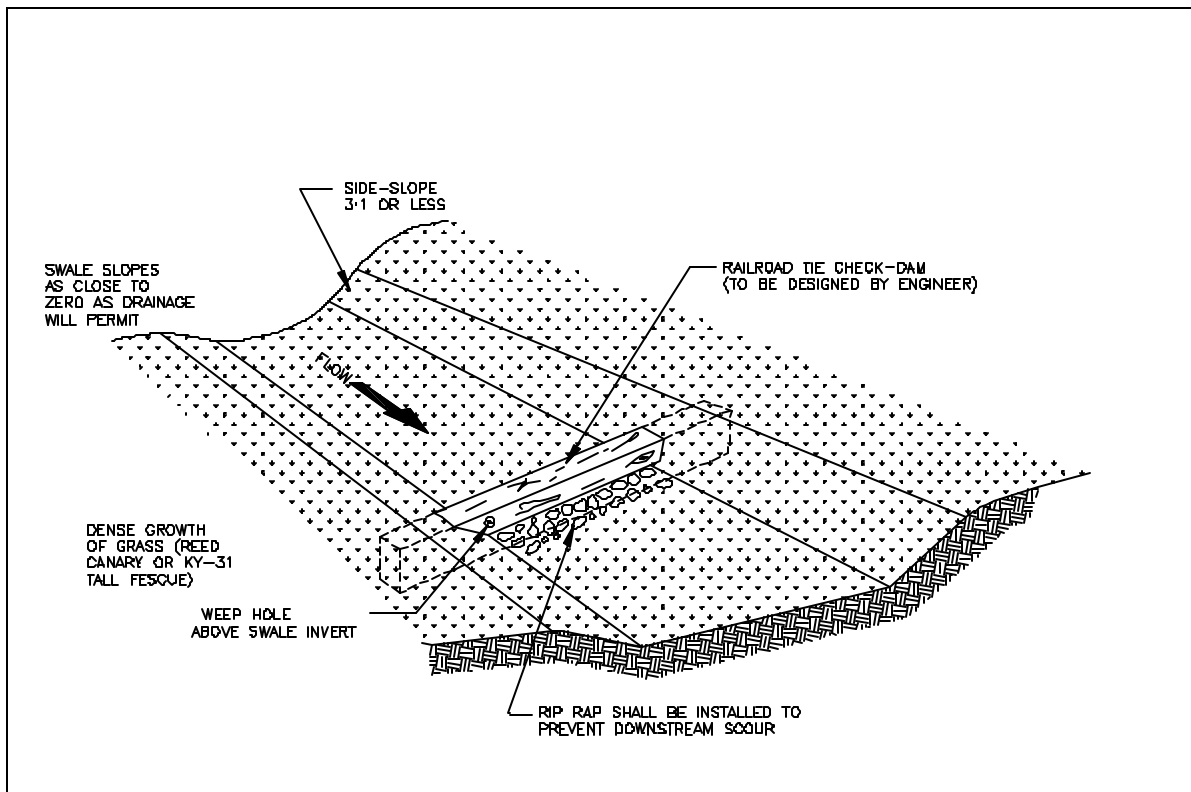 SIDE-SLOPE
3:1 OR LESS
SWALE SLOPES
AS CLOSE TO
ZERO AS DRAINAGE
WILL PERMIT
RAILROAD TIE CHECK-DAM
(TO BE DESIGNED BY ENGINEER)
FLOW
DENSE GROWTH
OF GRASS (REED
CANARY OR KY-31
TALL FESCUE)
WEEP HOLE
ABOVE SWALE INVERT
RIP RAP SHALL BE INSTALLED TO
PREVENT DOWNSTREAM SCOUR